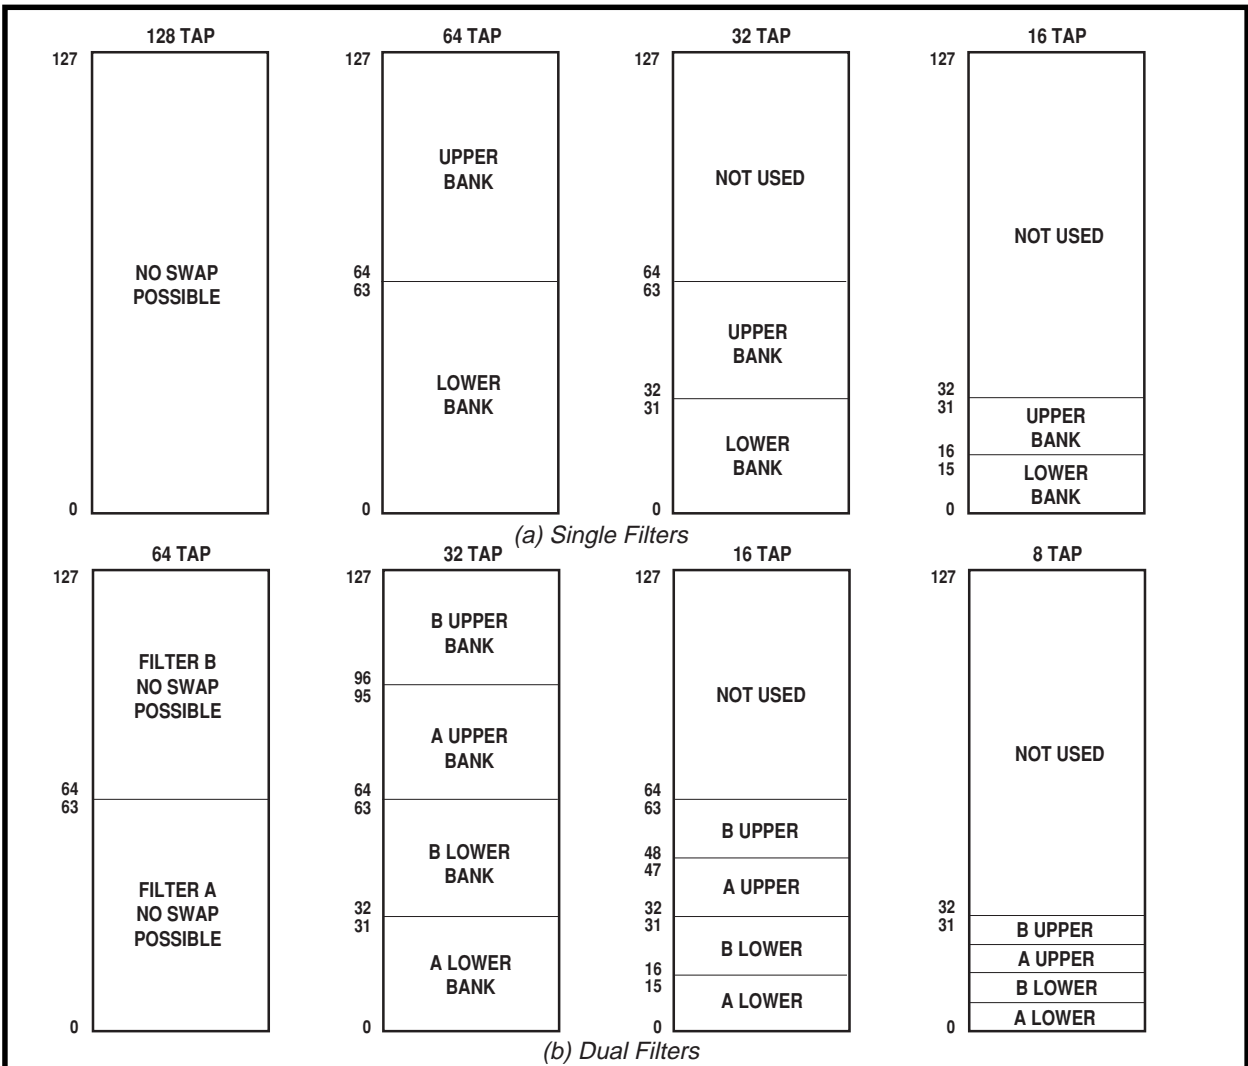 128 TAP
127
NO SWAP
POSSIBLE
0
64 TAP
127
UPPER
BANK
64
63
LOWER
BANK
0
32 TAP
127
NOT USED
64
63
UPPER
BANK
32
31
LOWER
BANK
0
16 TAP
127
NOT USED
32
31
UPPER
BANK
16
15
LOWER
BANK
0
(a) Single Filters
64 TAP
127
FILTER B
NO SWAP
POSSIBLE
64
63
FILTER A
NO SWAP
POSSIBLE
0
32 TAP
127
B UPPER
BANK
96
95
A UPPER
BANK
64
63
B LOWER
BANK
32
31
A LOWER
BANK
0
16 TAP
127
NOT USED
64
63
B UPPER
48
47
A UPPER
32
31
B LOWER
16
15
A LOWER
0
8 TAP
127
NOT USED
32
31
B UPPER
A UPPER
B LOWER
A LOWER
0
(b) Dual Filters